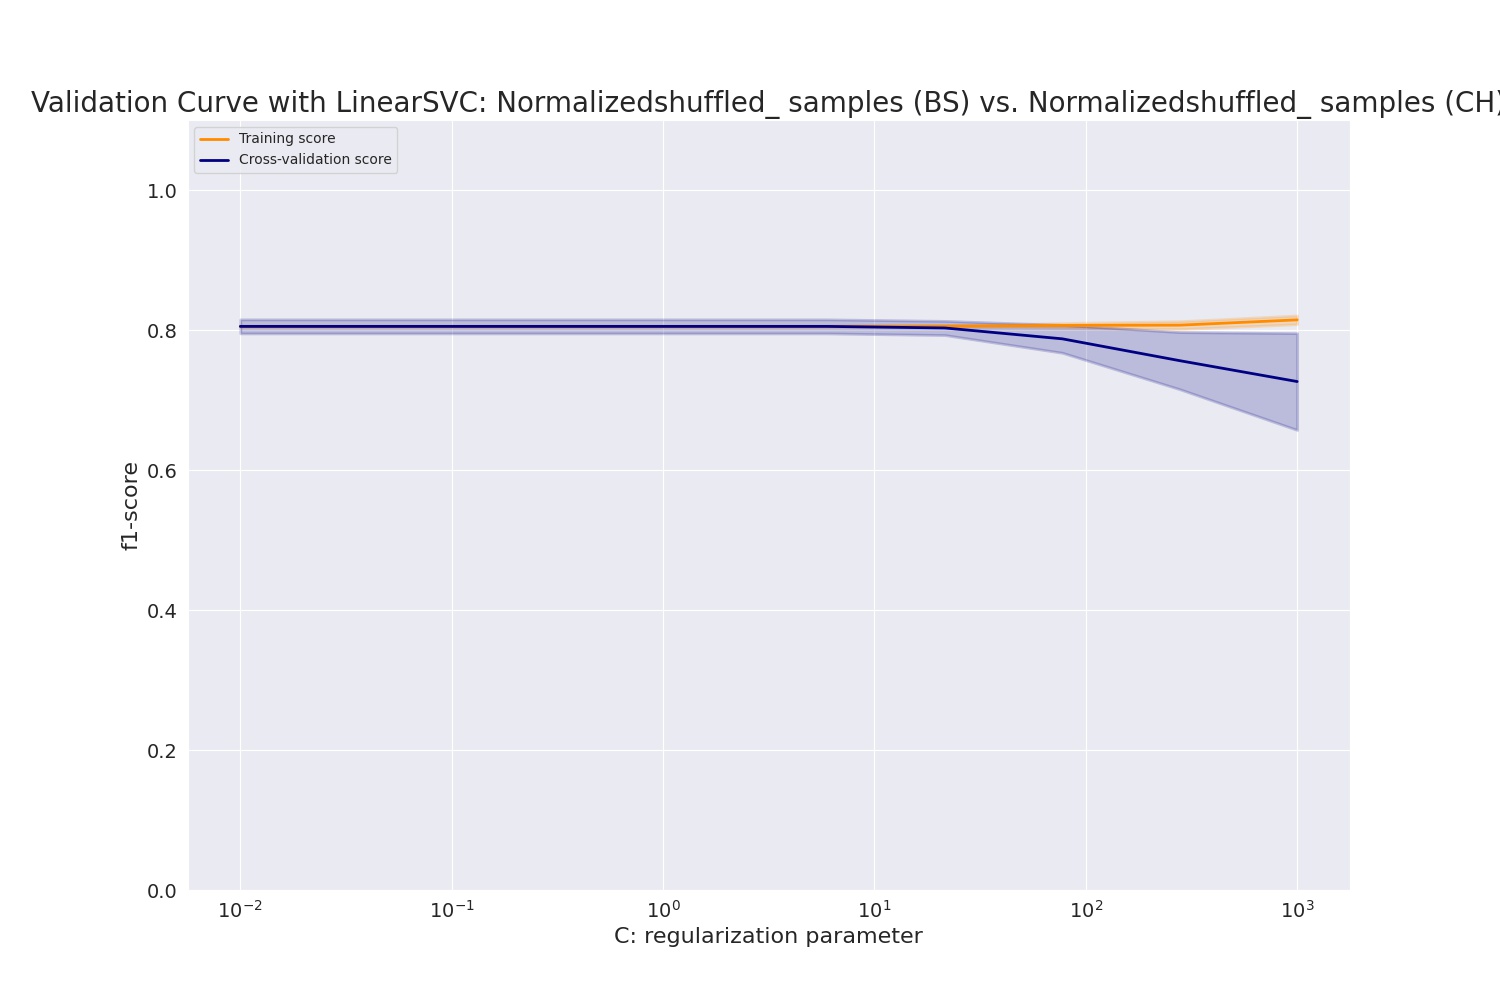 Validation Curve with LinearSVC: Normalizedshuffled_ samples (BS) vs. Normalizedshuffled_ samples (CH)
Training score
Cross-validation score
1.0
0.8
0.6
0.4
0.2
0.0
f1-score
10⁻² 10⁻¹ 10⁰ 10¹ 10² 10³
C: regularization parameter